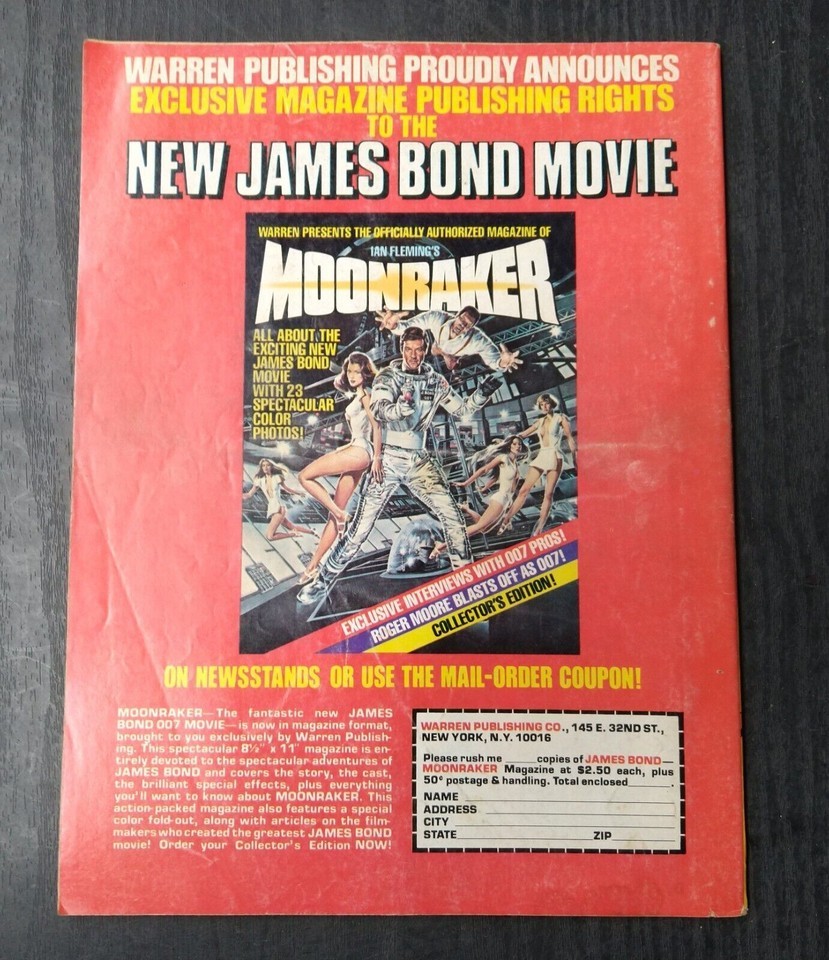 WARREN PUBLISHING PROUDLY ANNOUNCES
EXCLUSIVE MAGAZINE PUBLISHING RIGHTS
TO THE
NEW JAMES BOND MOVIE
WARREN PRESENTS THE OFFICIALLY AUTHORIZED MAGAZINE OF
IAN FLEMING'S
MOONRAKER
ALL ABOUT THE
EXCITING NEW
JAMES BOND
MOVIE
WITH 23
SPECTACULAR
COLOR
PHOTOS!
EXCLUSIVE INTERVIEWS WITH 007 PROS!
ROGER MOORE BLASTS OFF AS 007!
COLLECTOR'S EDITION!
ON NEWSSTANDS OR USE THE MAIL-ORDER COUPON!
MOONRAKER—The fantastic new JAMES
BOND 007 MOVIE—is now in magazine format,
brought to you exclusively by Warren Publish-
ing. This spectacular 8½" x 11" magazine is en-
tirely devoted to the spectacular adventures of
JAMES BOND and covers the story, the cast,
the brilliant special effects, plus everything
you'll want to know about MOONRAKER. This
action-packed magazine also features a special
color fold-out, along with articles on the film-
makers who created the greatest JAMES BOND
movie! Order your Collector's Edition NOW!
WARREN PUBLISHING CO., 145 E. 32ND ST.,
NEW YORK, N.Y. 10016
Please rush me ____ copies of JAMES BOND—
MOONRAKER Magazine at $2.50 each, plus
50¢ postage & handling. Total enclosed ____.
NAME
ADDRESS
CITY
STATE ZIP